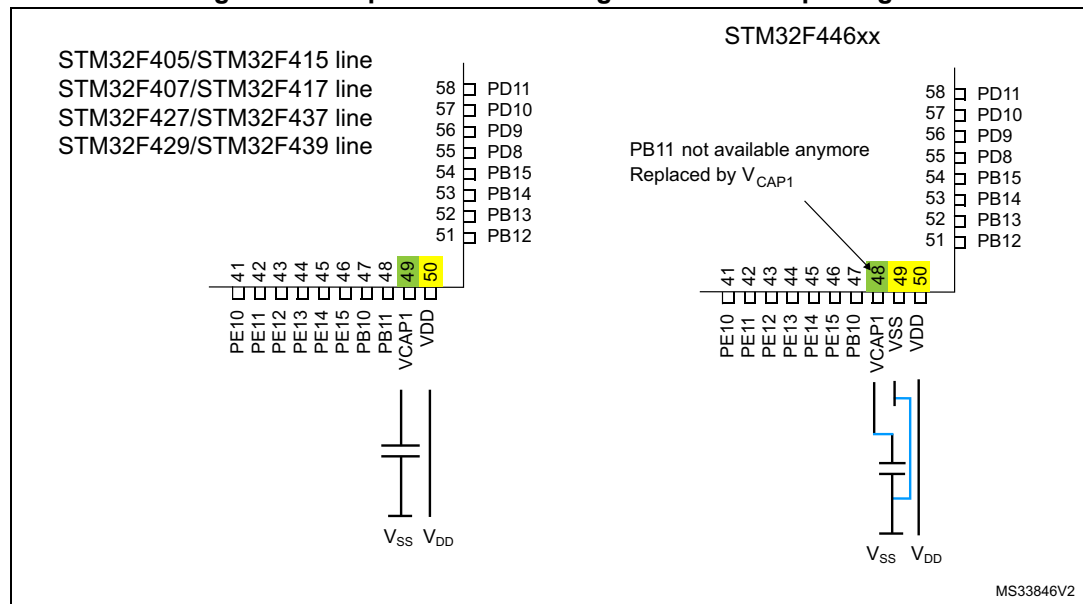 STM32F405/STM32F415 line
STM32F407/STM32F417 line
STM32F427/STM32F437 line
STM32F429/STM32F439 line
58 PD11
57 PD10
56 PD9
55 PD8
54 PB15
53 PB14
52 PB13
51 PB12
41 42 43 44 45 46 47 48 49 50
PE10 PE11 PE12 PE13 PE14 PE15 PB10 PB11 VCAP1 VDD
VSS VDD
STM32F446xx
PB11 not available anymore
Replaced by VCAP1
58 PD11
57 PD10
56 PD9
55 PD8
54 PB15
53 PB14
52 PB13
51 PB12
41 42 43 44 45 46 47 48 49 50
PE10 PE11 PE12 PE13 PE14 PE15 PB10 VCAP1 VSS VDD
VSS VDD
MS33846V2